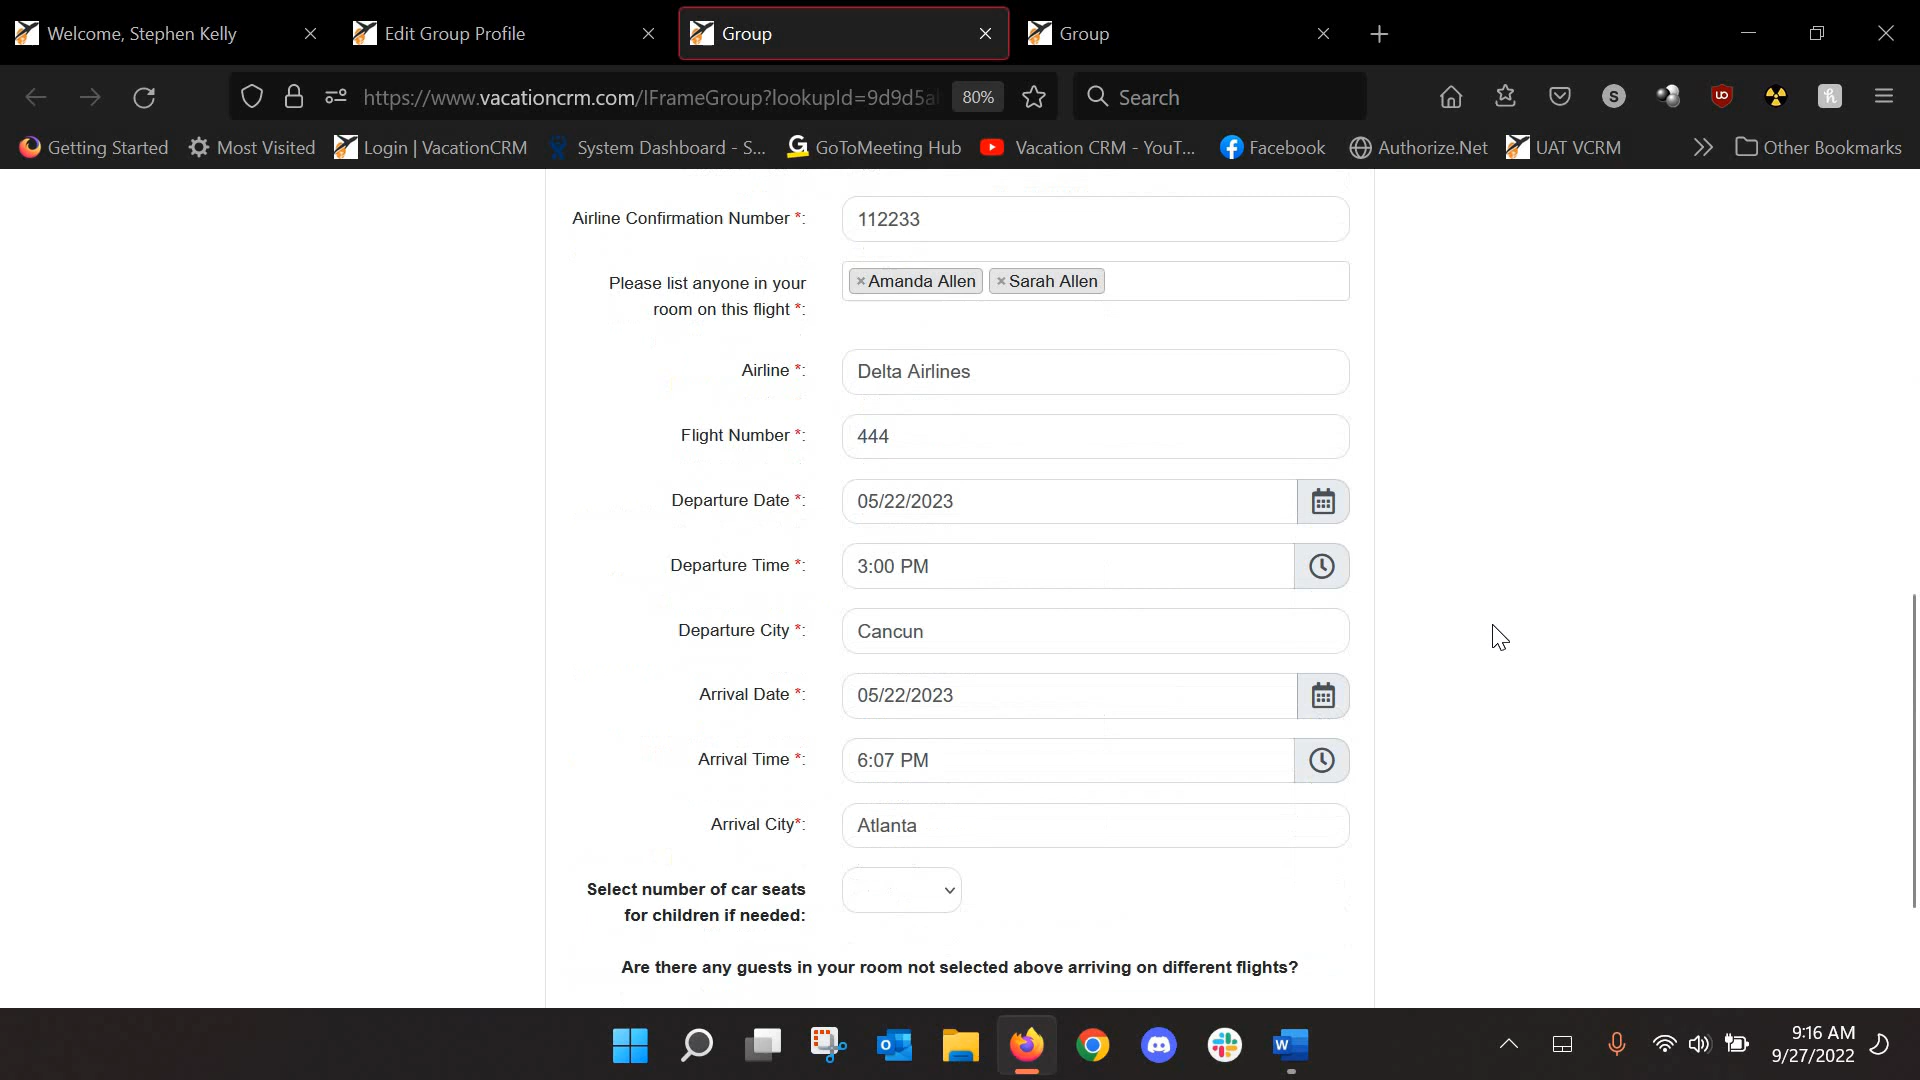 Welcome, Stephen Kelly
Edit Group Profile
Group
Group
https://www.vacationcrm.com/IFrameGroup?lookupId=9d9d5a
80%
Search
S
Getting Started
Most Visited
Login | VacationCRM
System Dashboard - S...
GoToMeeting Hub
Vacation CRM - YouT...
Facebook
Authorize.Net
UAT VCRM
Other Bookmarks
Airline Confirmation Number *:
112233
Please list anyone in your
room on this flight *:
× Amanda Allen × Sarah Allen
Airline *:
Delta Airlines
Flight Number *:
444
Departure Date *:
05/22/2023
Departure Time *:
3:00 PM
Departure City *:
Cancun
Arrival Date *:
05/22/2023
Arrival Time *:
6:07 PM
Arrival City*:
Atlanta
Select number of car seats
for children if needed:
Are there any guests in your room not selected above arriving on different flights?
9:16 AM
9/27/2022